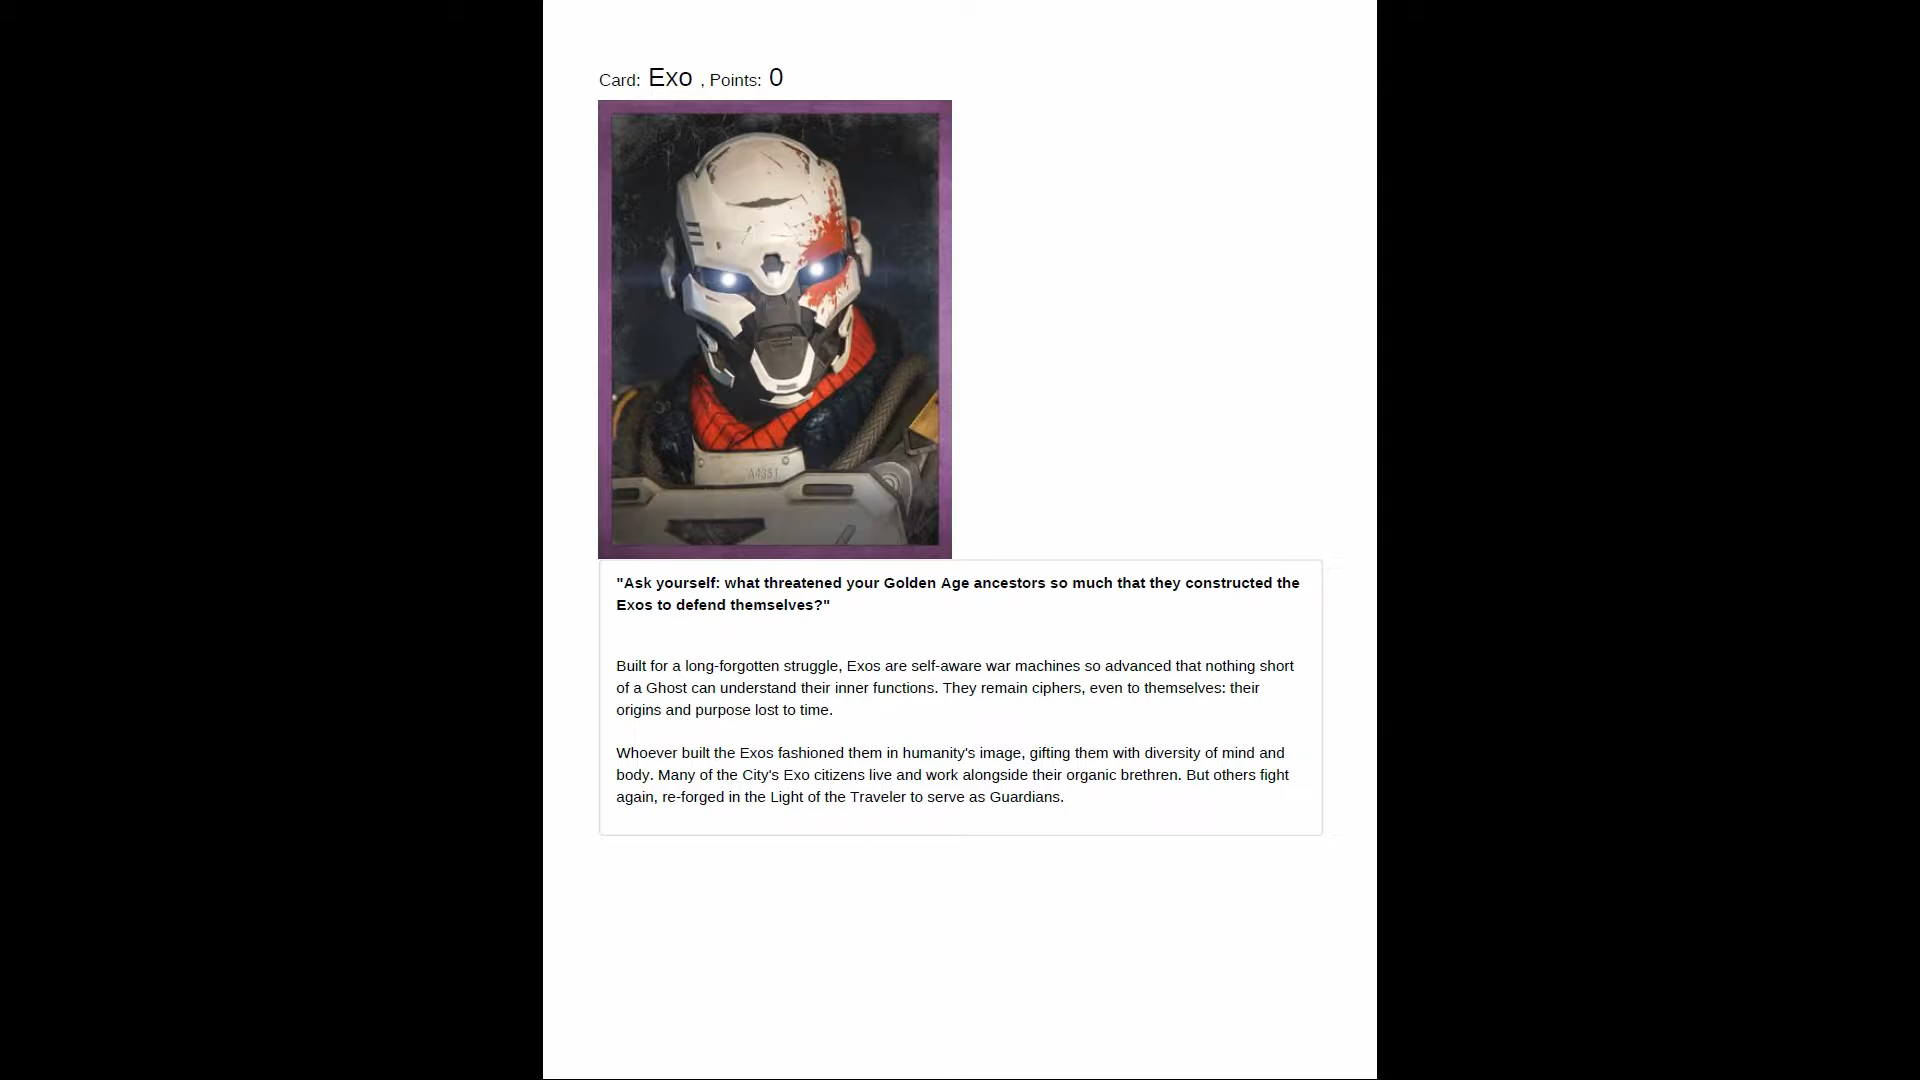 Card: Exo , Points: 0
A4351
"Ask yourself: what threatened your Golden Age ancestors so much that they constructed the
Exos to defend themselves?"
Built for a long-forgotten struggle, Exos are self-aware war machines so advanced that nothing short
of a Ghost can understand their inner functions. They remain ciphers, even to themselves: their
origins and purpose lost to time.
Whoever built the Exos fashioned them in humanity's image, gifting them with diversity of mind and
body. Many of the City's Exo citizens live and work alongside their organic brethren. But others fight
again, re-forged in the Light of the Traveler to serve as Guardians.